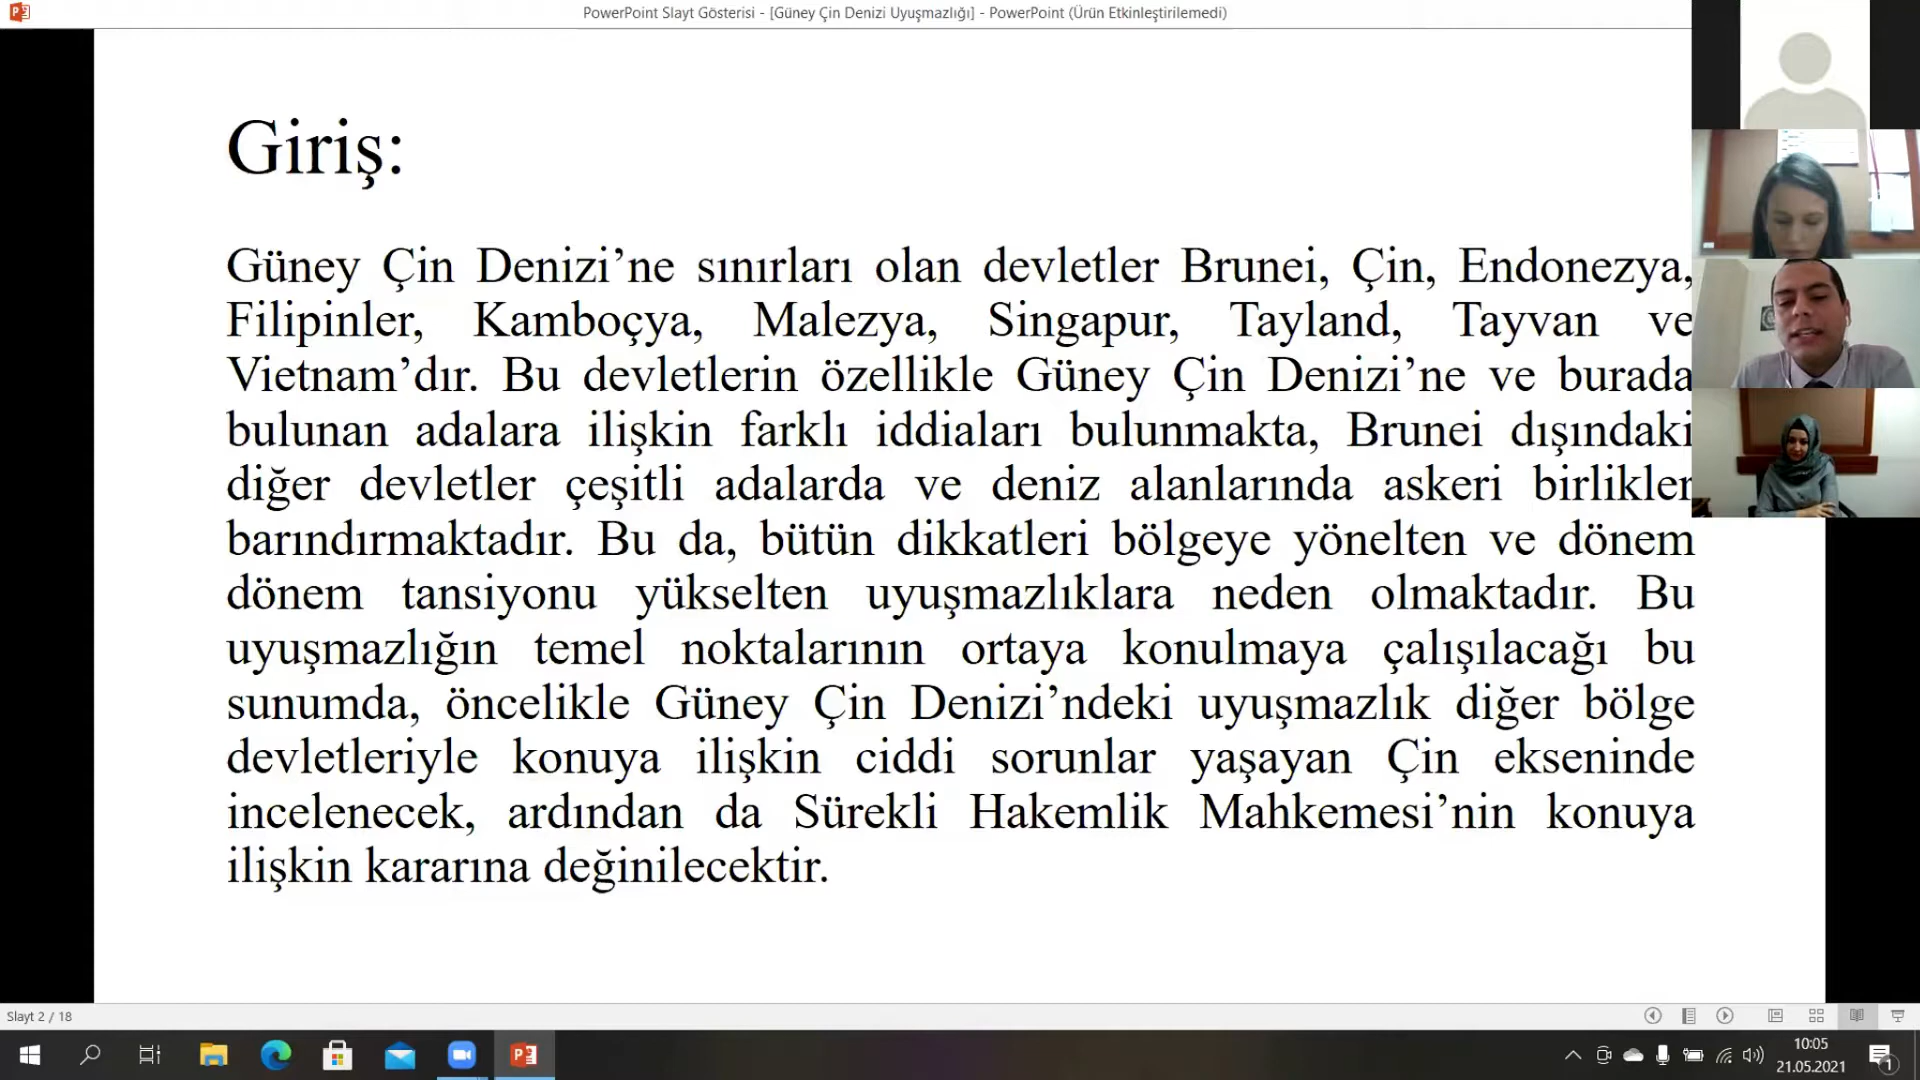 PowerPoint Slayt Gösterisi - [Güney Çin Denizi Uyuşmazlığı] - PowerPoint (Ürün Etkinleştirilemedi)
Giriş:
Güney Çin Denizi’ne sınırları olan devletler Brunei, Çin, Endonezya,
Filipinler, Kamboçya, Malezya, Singapur, Tayland, Tayvan ve
Vietnam’dır. Bu devletlerin özellikle Güney Çin Denizi’ne ve burada
bulunan adalara ilişkin farklı iddiaları bulunmakta, Brunei dışındaki
diğer devletler çeşitli adalarda ve deniz alanlarında askeri birlikler
barındırmaktadır. Bu da, bütün dikkatleri bölgeye yönelten ve dönem
dönem tansiyonu yükselten uyuşmazlıklara neden olmaktadır. Bu
uyuşmazlığın temel noktalarının ortaya konulmaya çalışılacağı bu
sunumda, öncelikle Güney Çin Denizi’ndeki uyuşmazlık diğer bölge
devletleriyle konuya ilişkin ciddi sorunlar yaşayan Çin ekseninde
incelenecek, ardından da Sürekli Hakemlik Mahkemesi’nin konuya
ilişkin kararına değinilecektir.
Slayt 2 / 18
10:05
21.05.2021
1